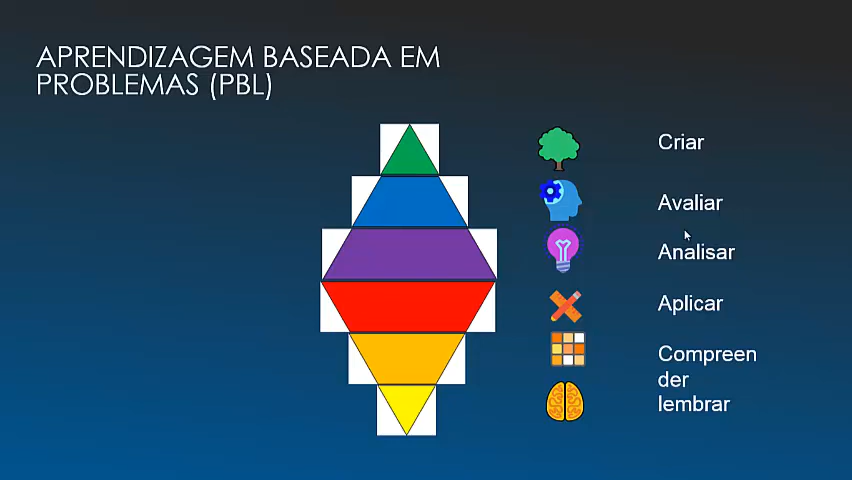 APRENDIZAGEM BASEADA EM
PROBLEMAS (PBL)
Criar
Avaliar
Analisar
Aplicar
Compreen
der
lembrar